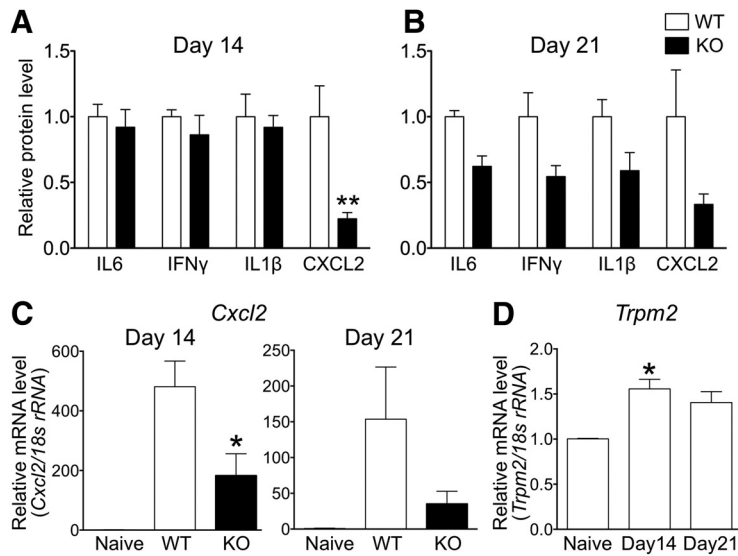 A
Day 14
Relative protein level
1.5
1.0
0.5
0.0
**
IL6 IFNγ IL1β CXCL2
B
Day 21
WT
KO
1.5
1.0
0.5
0.0
IL6 IFNγ IL1β CXCL2
C
Cxcl2
Day 14
Relative mRNA level
(Cxcl2/18s rRNA)
600
400
200
0
*
Naive WT KO
Day 21
250
200
150
100
50
0
Naive WT KO
D
Trpm2
Relative mRNA level
(Trpm2/18s rRNA)
2.0
1.5
1.0
0.5
0.0
*
Naive Day14 Day21